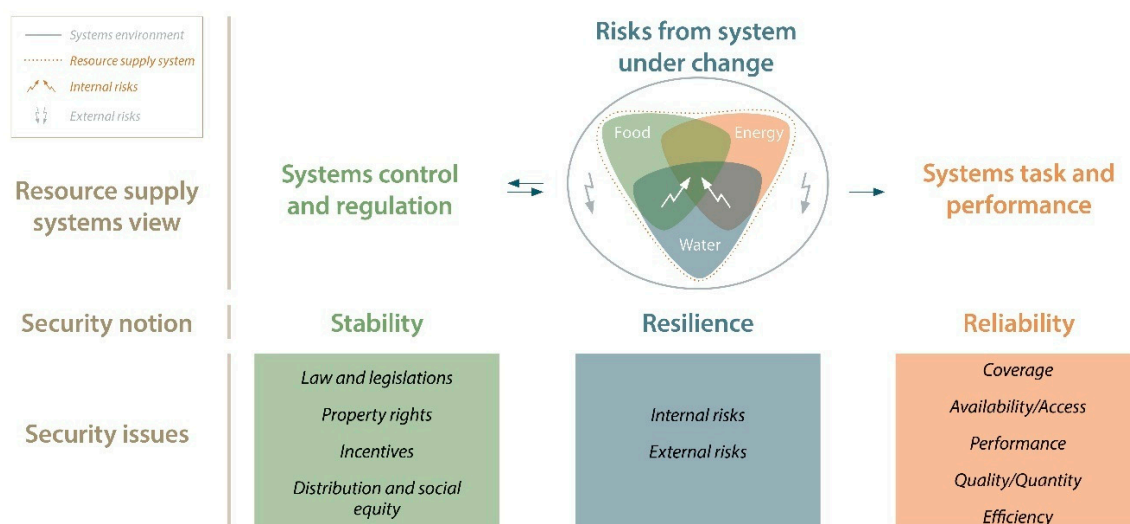 Systems environment
Resource supply system
Internal risks
External risks
Risks from system
under change
Food
Energy
Water
Resource supply
systems view
Systems control
and regulation
Systems task and
performance
Security notion
Stability
Resilience
Reliability
Security issues
Law and legislations
Property rights
Incentives
Distribution and social
equity
Internal risks
External risks
Coverage
Availability/Access
Performance
Quality/Quantity
Efficiency